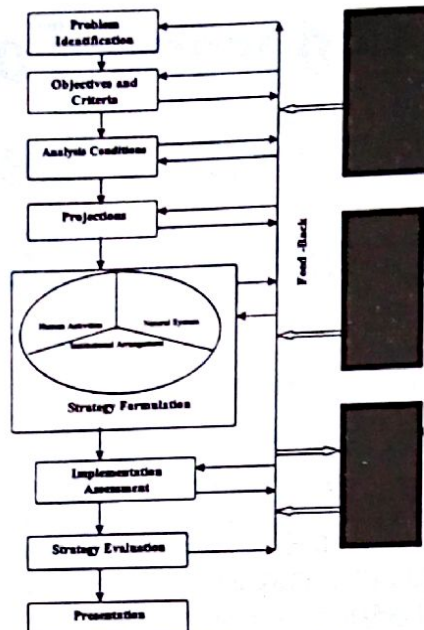 Problem
Identification
Objectives and
Criteria
Analysis Conditions
Projections
Human Activities
Natural System
Institutional Arrangement
Strategy Formulation
Implementation
Assessment
Strategy Evaluation
Presentation
Feed -Back